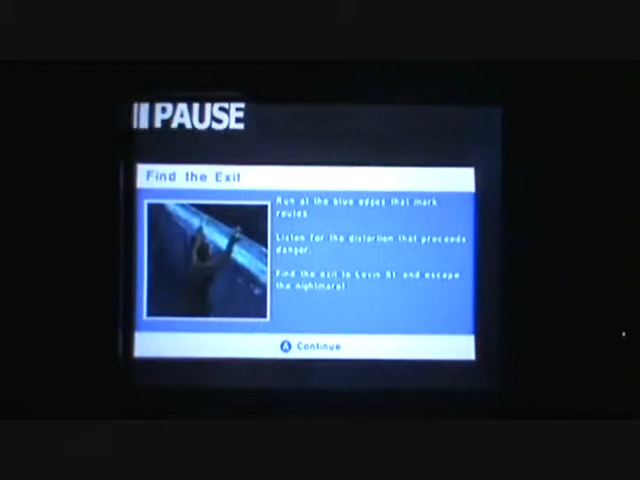 PAUSE
Find the Exit
Run at the blue edges that mark
routes.
Listen for the distortion that proceeds
danger.
Find the exit to Levin St. and escape
the nightmare!
A Continue